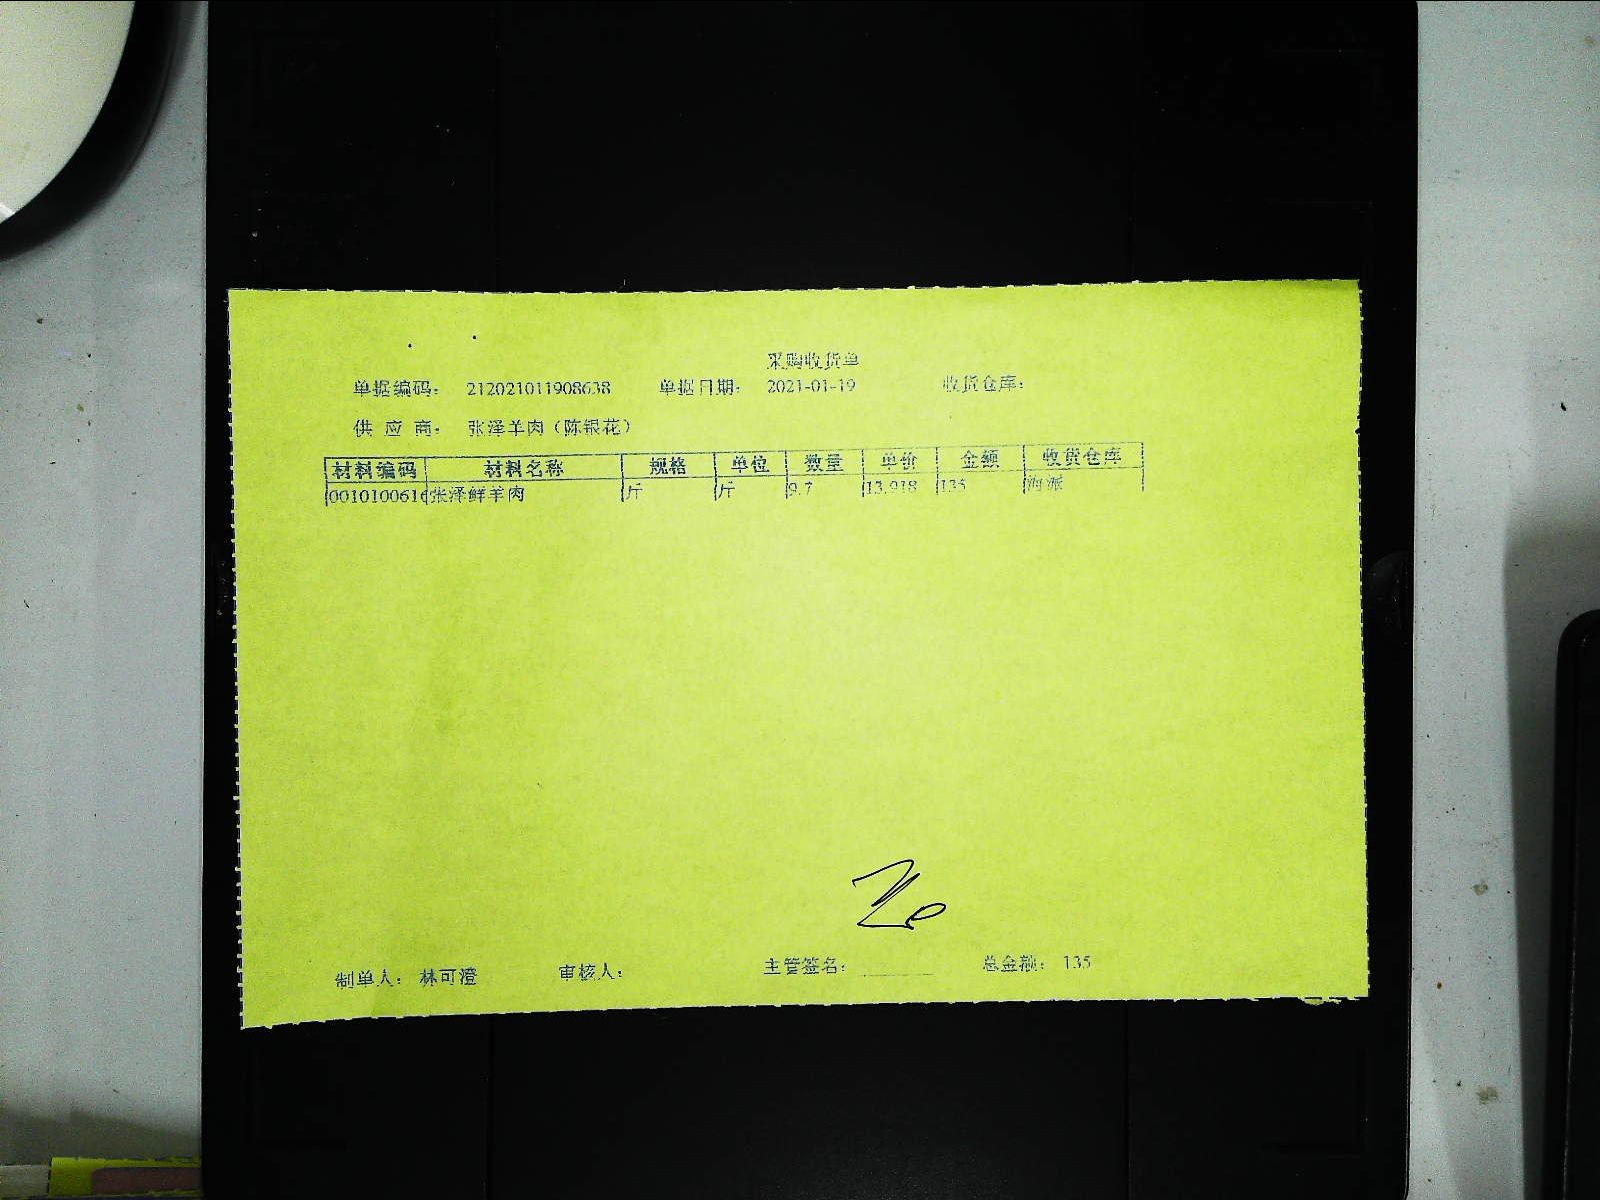 采购收货单
单据编码： 212021011908638 单据日期： 2021-01-19 收货仓库：
供 应 商： 张泽羊肉（陈银花）
材料编码 材料名称 规格 单位 数量 单价 金额 收货仓库
0010100616 张泽鲜羊肉 斤 斤 9.7 13.918 135 海派
制单人： 林可澄 审核人： 主管签名： 总金额： 135